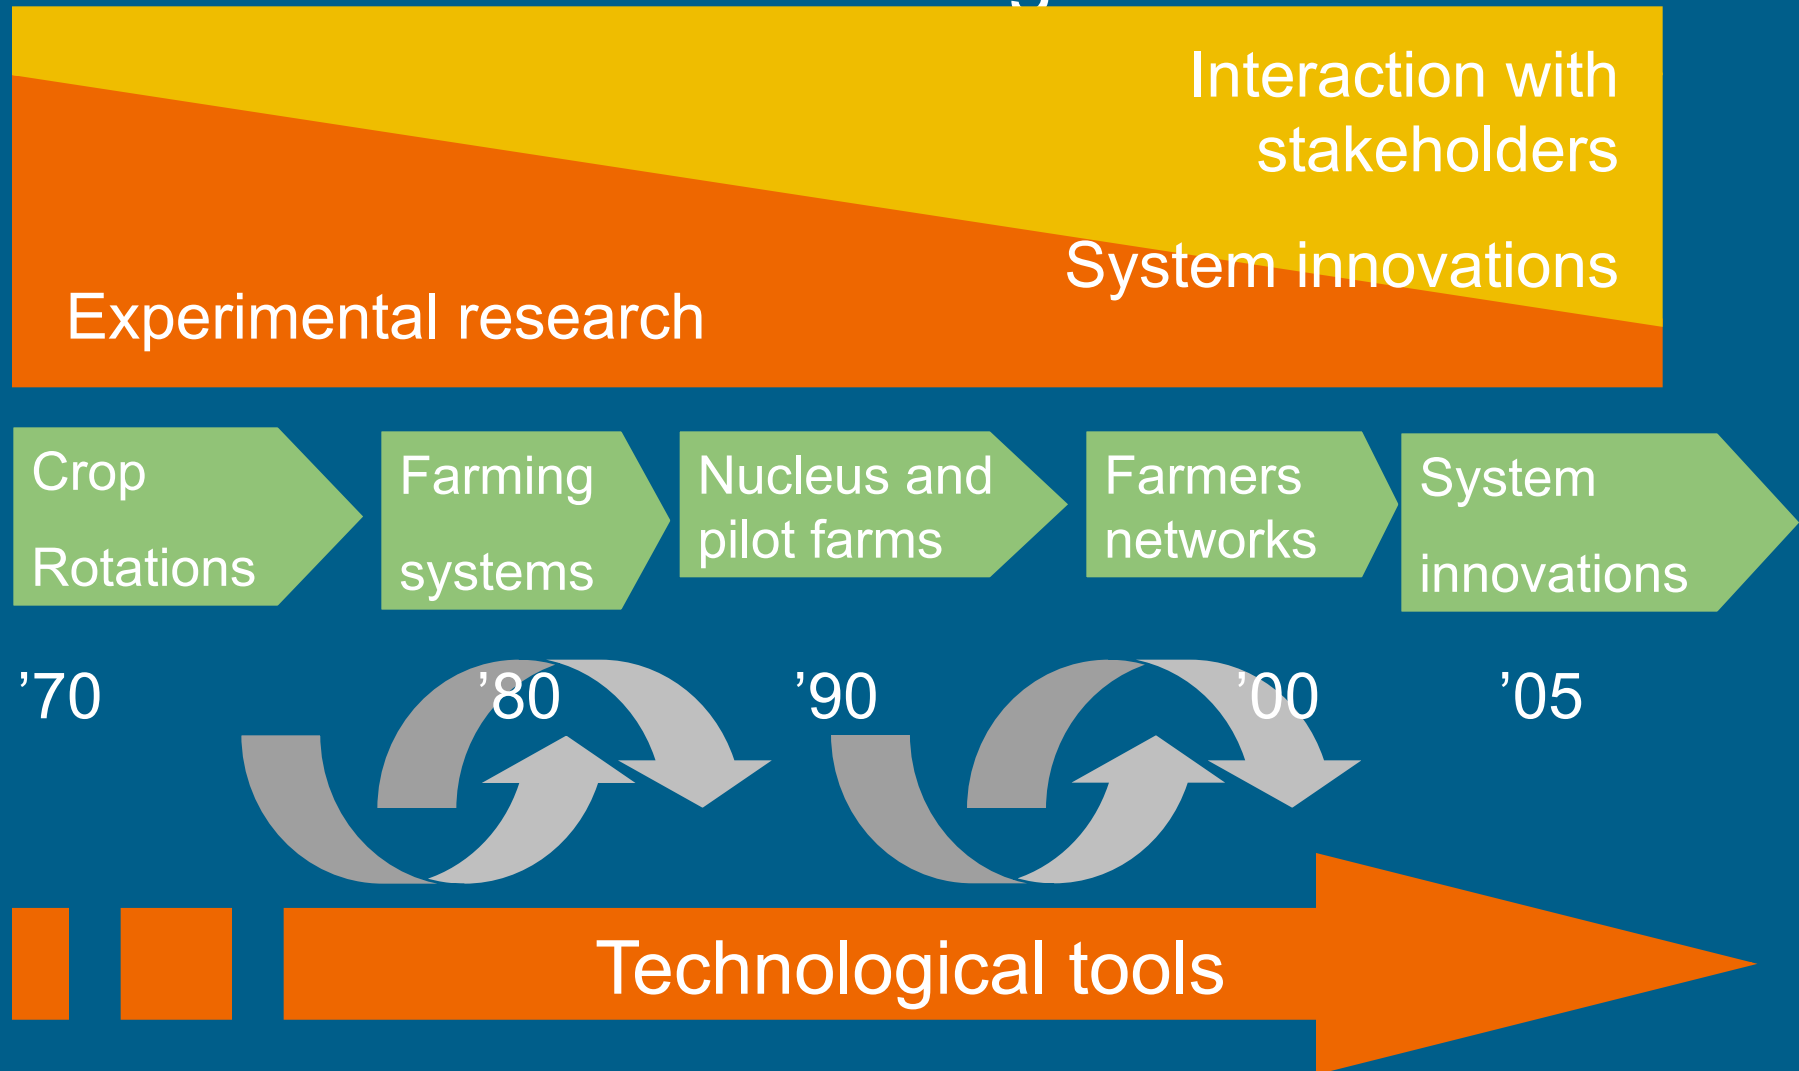 Interaction with
stakeholders
System innovations
Experimental research
Crop
Rotations
Farming
systems
Nucleus and
pilot farms
Farmers
networks
System
innovations
’70
’80
’90
’00
’05
Technological tools